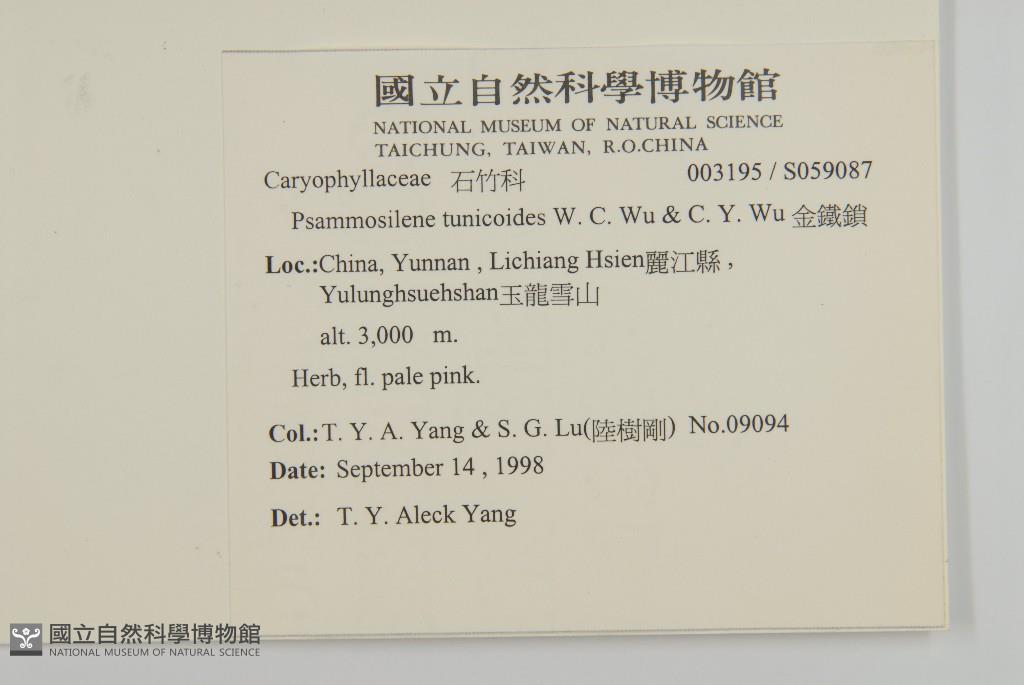 國立自然科學博物館
NATIONAL MUSEUM OF NATURAL SCIENCE
TAICHUNG, TAIWAN, R.O.CHINA
Caryophyllaceae 石竹科 003195 / S059087
Psammosilene tunicoides W. C. Wu & C. Y. Wu 金鐵鎖
Loc.:China, Yunnan , Lichiang Hsien麗江縣 ,
Yulunghsuehshan玉龍雪山
alt. 3,000 m.
Herb, fl. pale pink.
Col.:T. Y. A. Yang & S. G. Lu(陸樹剛) No.09094
Date: September 14 , 1998
Det.: T. Y. Aleck Yang
國立自然科學博物館
NATIONAL MUSEUM OF NATURAL SCIENCE